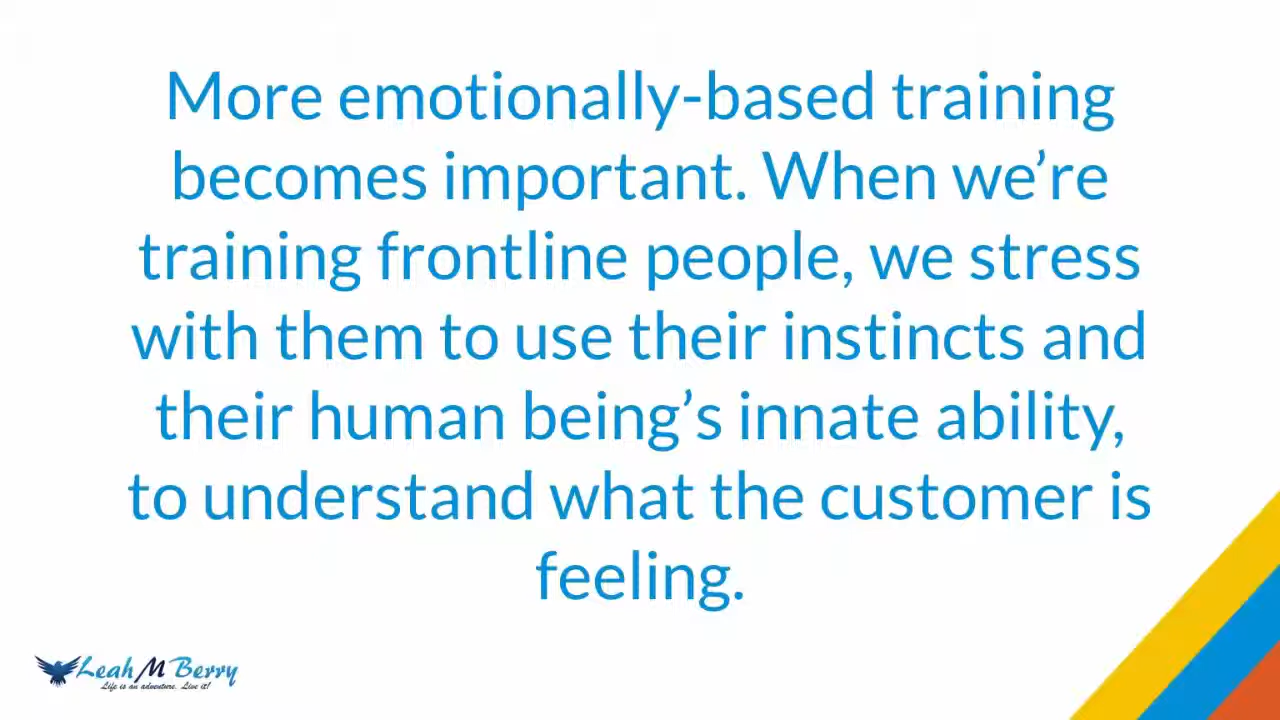 More emotionally-based training
becomes important. When we’re
training frontline people, we stress
with them to use their instincts and
their human being’s innate ability,
to understand what the customer is
feeling.
Leah M Berry
Life is an adventure. Live it!